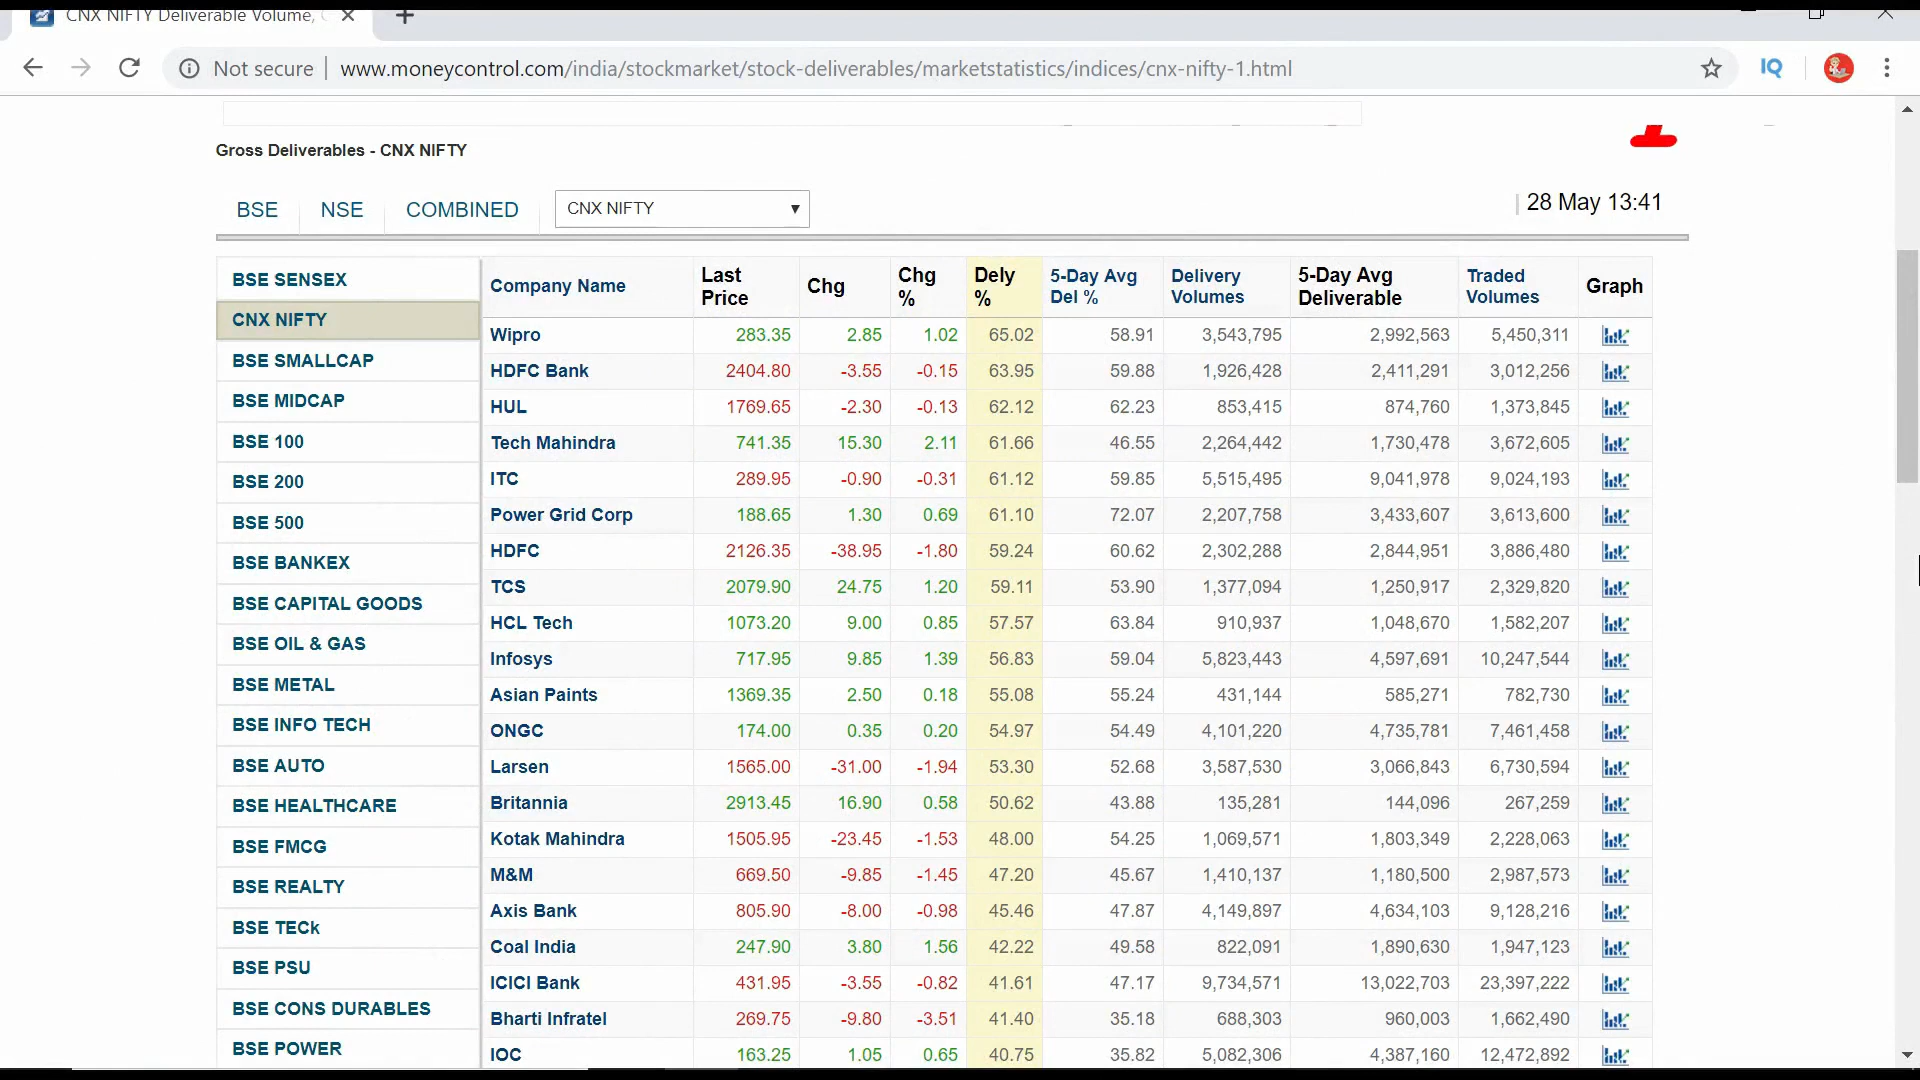 CNX NIFTY Deliverable Volume,
Not secure www.moneycontrol.com/india/stockmarket/stock-deliverables/marketstatistics/indices/cnx-nifty-1.html
IQ
Gross Deliverables - CNX NIFTY
BSE NSE COMBINED CNX NIFTY 28 May 13:41
BSE SENSEX
CNX NIFTY
BSE SMALLCAP
BSE MIDCAP
BSE 100
BSE 200
BSE 500
BSE BANKEX
BSE CAPITAL GOODS
BSE OIL & GAS
BSE METAL
BSE INFO TECH
BSE AUTO
BSE HEALTHCARE
BSE FMCG
BSE REALTY
BSE TECk
BSE PSU
BSE CONS DURABLES
BSE POWER
Company Name Last Price Chg Chg % Dely % 5-Day Avg Del % Delivery Volumes 5-Day Avg Deliverable Traded Volumes Graph
Wipro 283.35 2.85 1.02 65.02 58.91 3,543,795 2,992,563 5,450,311
HDFC Bank 2404.80 -3.55 -0.15 63.95 59.88 1,926,428 2,411,291 3,012,256
HUL 1769.65 -2.30 -0.13 62.12 62.23 853,415 874,760 1,373,845
Tech Mahindra 741.35 15.30 2.11 61.66 46.55 2,264,442 1,730,478 3,672,605
ITC 289.95 -0.90 -0.31 61.12 59.85 5,515,495 9,041,978 9,024,193
Power Grid Corp 188.65 1.30 0.69 61.10 72.07 2,207,758 3,433,607 3,613,600
HDFC 2126.35 -38.95 -1.80 59.24 60.62 2,302,288 2,844,951 3,886,480
TCS 2079.90 24.75 1.20 59.11 53.90 1,377,094 1,250,917 2,329,820
HCL Tech 1073.20 9.00 0.85 57.57 63.84 910,937 1,048,670 1,582,207
Infosys 717.95 9.85 1.39 56.83 59.04 5,823,443 4,597,691 10,247,544
Asian Paints 1369.35 2.50 0.18 55.08 55.24 431,144 585,271 782,730
ONGC 174.00 0.35 0.20 54.97 54.49 4,101,220 4,735,781 7,461,458
Larsen 1565.00 -31.00 -1.94 53.30 52.68 3,587,530 3,066,843 6,730,594
Britannia 2913.45 16.90 0.58 50.62 43.88 135,281 144,096 267,259
Kotak Mahindra 1505.95 -23.45 -1.53 48.00 54.25 1,069,571 1,803,349 2,228,063
M&M 669.50 -9.85 -1.45 47.20 45.67 1,410,137 1,180,500 2,987,573
Axis Bank 805.90 -8.00 -0.98 45.46 47.87 4,149,897 4,634,103 9,128,216
Coal India 247.90 3.80 1.56 42.22 49.58 822,091 1,890,630 1,947,123
ICICI Bank 431.95 -3.55 -0.82 41.61 47.17 9,734,571 13,022,703 23,397,222
Bharti Infratel 269.75 -9.80 -3.51 41.40 35.18 688,303 960,003 1,662,490
IOC 163.25 1.05 0.65 40.75 35.82 5,082,306 4,387,160 12,472,892